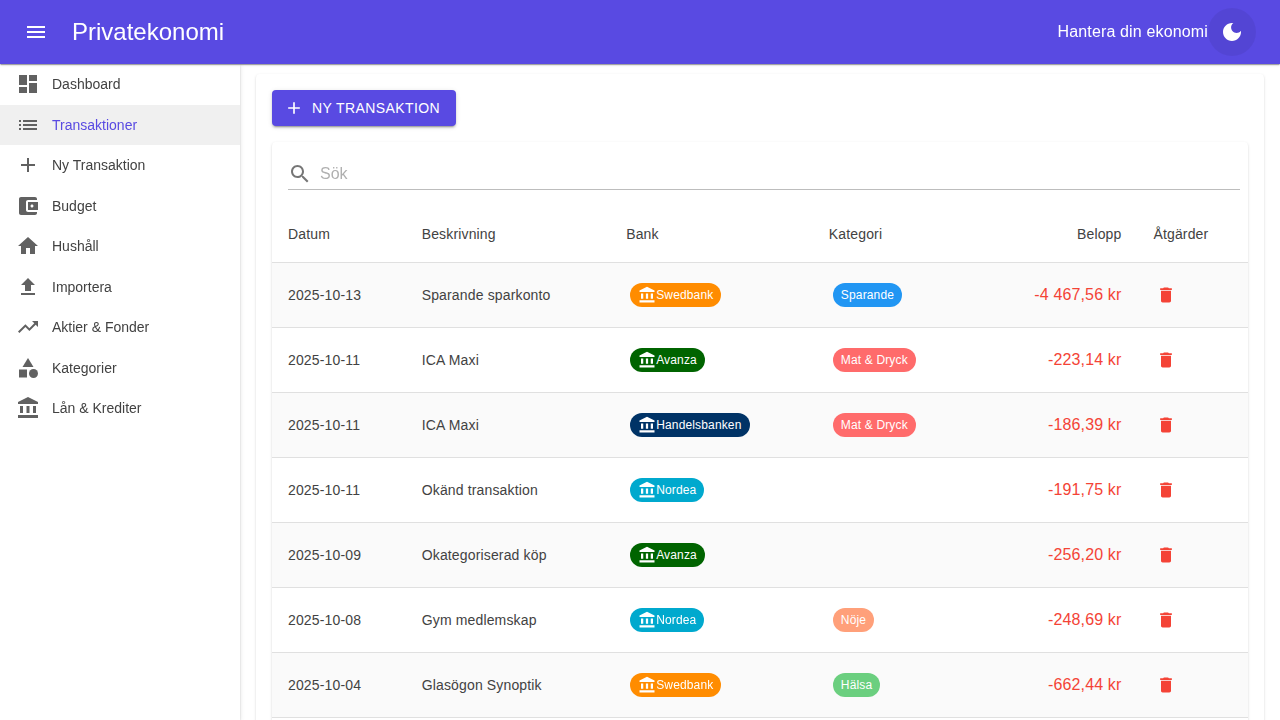 Privatekonomi
Hantera din ekonomi
Dashboard
Transaktioner
Ny Transaktion
Budget
Hushåll
Importera
Aktier & Fonder
Kategorier
Lån & Krediter
NY TRANSAKTION
Sök
Datum Beskrivning Bank Kategori Belopp Åtgärder
2025-10-13 Sparande sparkonto Swedbank Sparande -4 467,56 kr
2025-10-11 ICA Maxi Avanza Mat & Dryck -223,14 kr
2025-10-11 ICA Maxi Handelsbanken Mat & Dryck -186,39 kr
2025-10-11 Okänd transaktion Nordea -191,75 kr
2025-10-09 Okategoriserad köp Avanza -256,20 kr
2025-10-08 Gym medlemskap Nordea Nöje -248,69 kr
2025-10-04 Glasögon Synoptik Swedbank Hälsa -662,44 kr